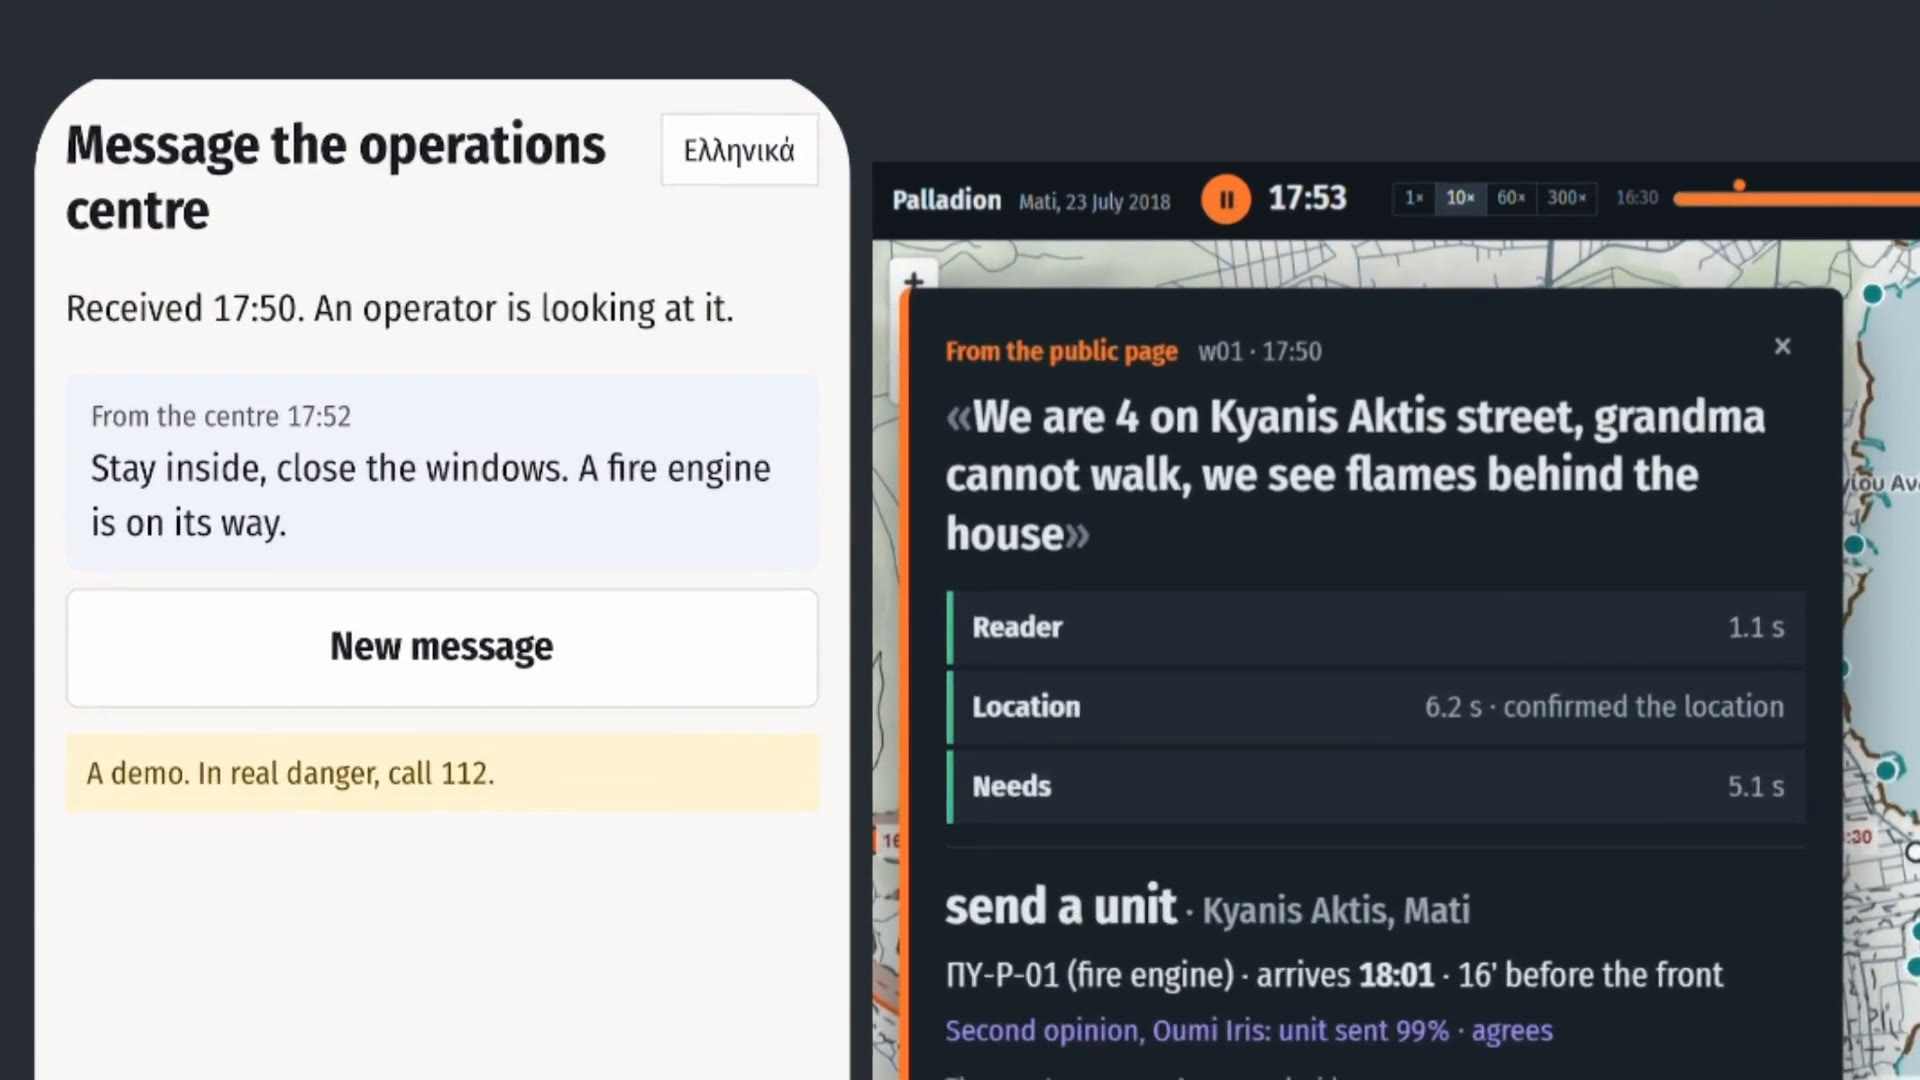 Message the operations
centre
Ελληνικά
Received 17:50. An operator is looking at it.
From the centre 17:52
Stay inside, close the windows. A fire engine
is on its way.
New message
A demo. In real danger, call 112.
Palladion Mati, 23 July 2018 17:53 1× 10× 60× 300× 16:30
+
From the public page w01 · 17:50 ×
«We are 4 on Kyanis Aktis street, grandma
cannot walk, we see flames behind the
house»
Reader 1.1 s
Location 6.2 s · confirmed the location
Needs 5.1 s
send a unit · Kyanis Aktis, Mati
ΠΥ-Ρ-01 (fire engine) · arrives 18:01 · 16' before the front
Second opinion, Oumi Iris: unit sent 99% · agrees
:30